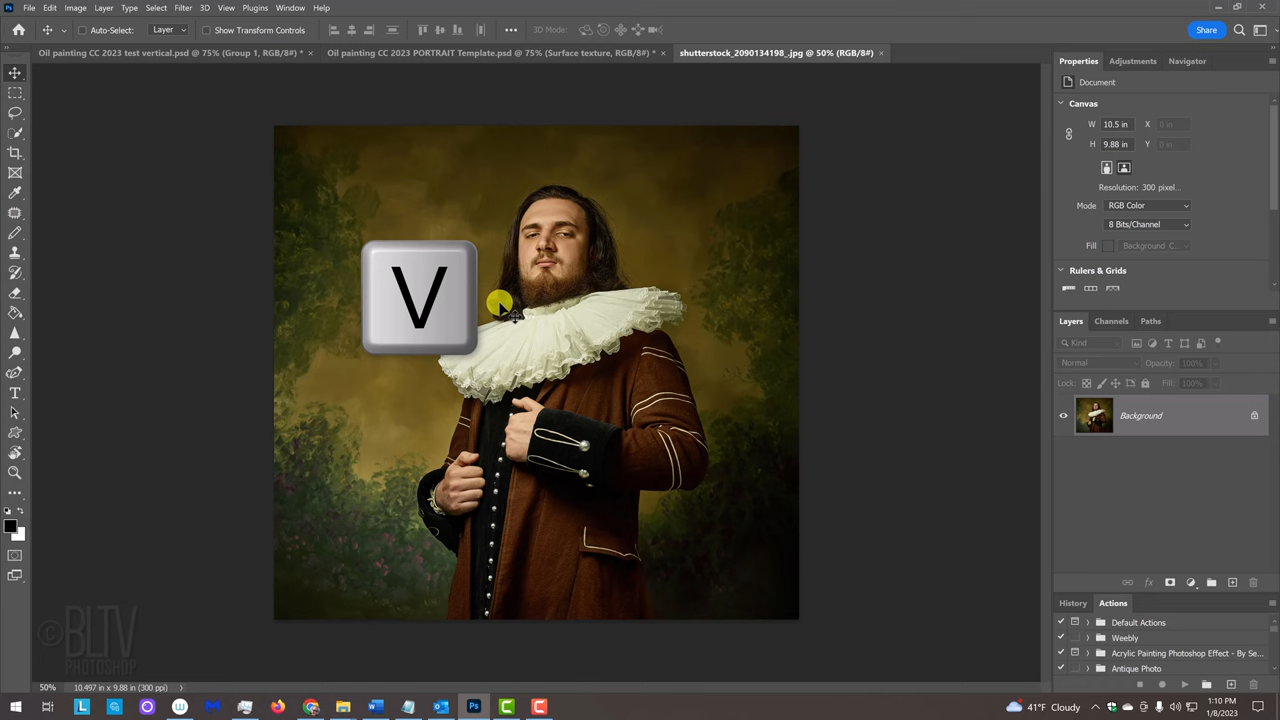 Ps File Edit Image Layer Type Select Filter 3D View Plugins Window Help
Auto-Select: Layer Show Transform Controls 3D Mode: Share
Oil painting CC 2023 test vertical.psd @ 75% (Group 1, RGB/8#) * × Oil painting CC 2023 PORTRAIT Template.psd @ 75% (Surface texture, RGB/8#) * × shutterstock_2090134198_.jpg @ 50% (RGB/8#) ×
Properties Adjustments Navigator
Document
Canvas
W 10.5 in X 0 in
H 9.88 in Y 0 in
Resolution: 300 pixel...
Mode RGB Color
8 Bits/Channel
Fill Background C...
Rulers & Grids
V
Layers Channels Paths
Kind
Normal Opacity: 100%
Lock: Fill: 100%
Background
History Actions
Default Actions
Weebly
Acrylic Painting Photoshop Effect - By Se...
Antique Photo
©BLTV
PHOTOSHOP
50% 10.497 in x 9.88 in (300 ppi)
41°F Cloudy
1:10 PM
1/8/2023